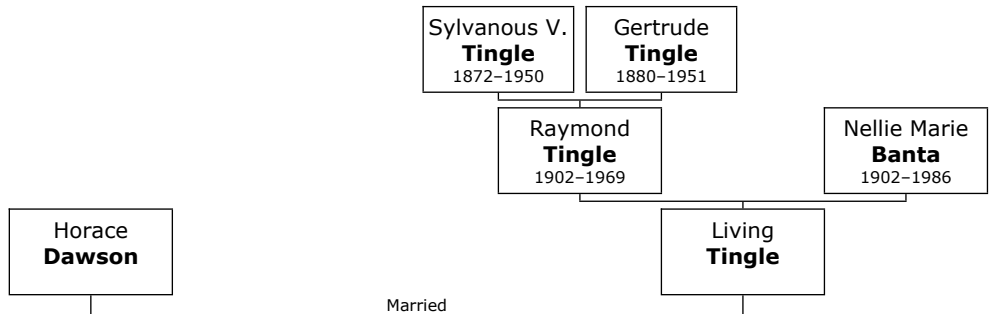 Sylvanous V.
Tingle
1872–1950
Gertrude
Tingle
1880–1951
Raymond
Tingle
1902–1969
Nellie Marie
Banta
1902–1986
Horace
Dawson
Living
Tingle
Married